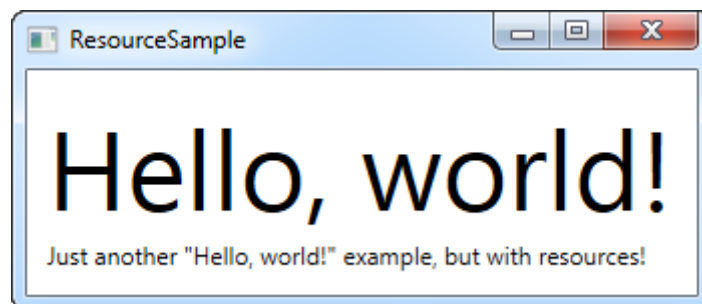 ResourceSample
Hello, world!
Just another "Hello, world!" example, but with resources!